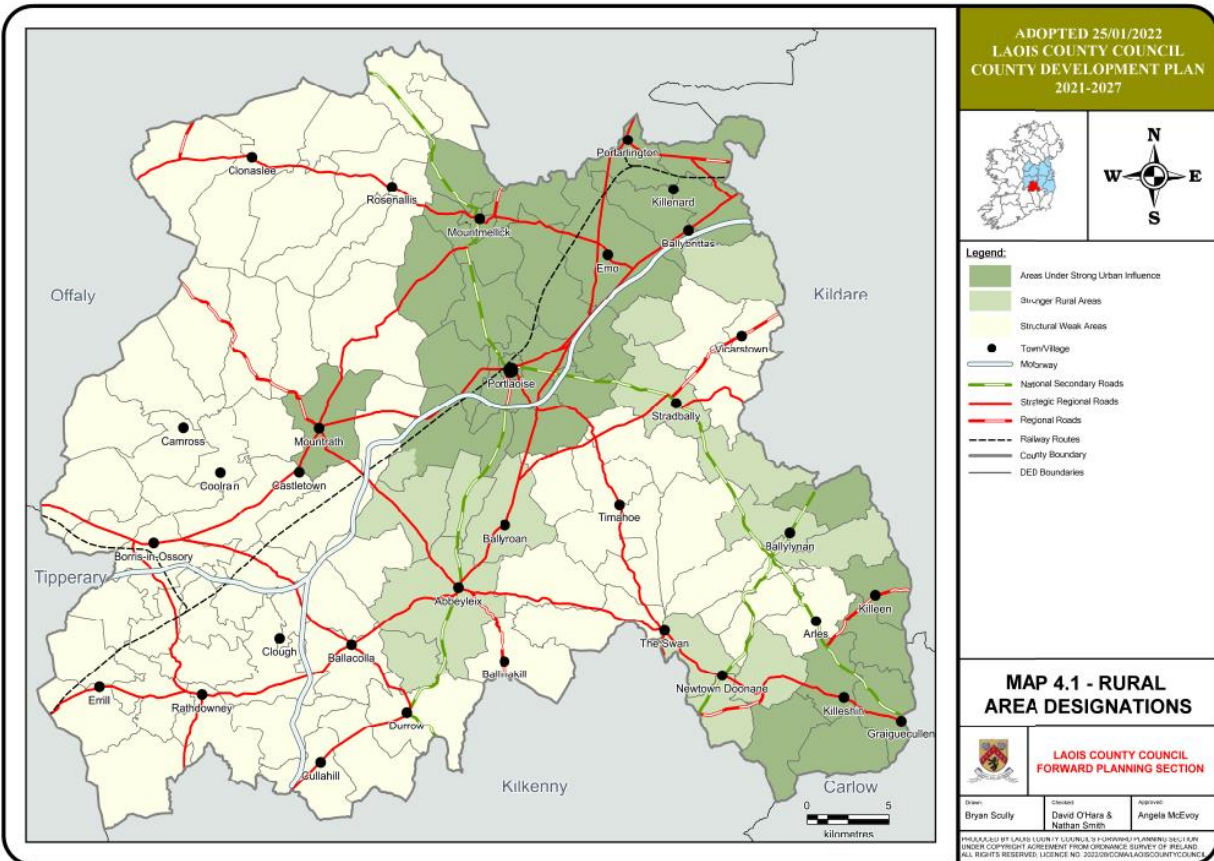 ADOPTED 25/01/2022
LAOIS COUNTY COUNCIL
COUNTY DEVELOPMENT PLAN
2021-2027
N
W
E
S
Legend:
Areas Under Strong Urban Influence
Stronger Rural Areas
Structural Weak Areas
Town/Village
Motorway
National Secondary Roads
Strategic Regional Roads
Regional Roads
Railway Routes
County Boundary
DED Boundaries
Portarlington
Clonaslee
Rosenallis
Killenard
Mountmellick
Ballybrittas
Emo
Offaly
Kildare
Vicarstown
Portlaoise
Stradbally
Camross
Mountrath
Coolrain
Castletown
Timahoe
Ballyroan
Ballylynan
Borris-in-Ossory
Tipperary
Abbeyleix
Killeen
Arles
The Swan
Clough
Ballacolla
Ballinakill
Newtown Doonane
Errill
Rathdowney
Killeshin
Durrow
Graiguecullen
Cullahill
Kilkenny
Carlow
0 5
kilometres
MAP 4.1 - RURAL
AREA DESIGNATIONS
LAOIS COUNTY COUNCIL
FORWARD PLANNING SECTION
Drawn:
Bryan Scully
Checked:
David O'Hara &
Nathan Smith
Approved:
Angela McEvoy
PRODUCED BY LAOIS COUNTY COUNCIL'S FORWARD PLANNING SECTION
UNDER COPYRIGHT AGREEMENT FROM ORDNANCE SURVEY OF IRELAND
ALL RIGHTS RESERVED, LICENCE NO.